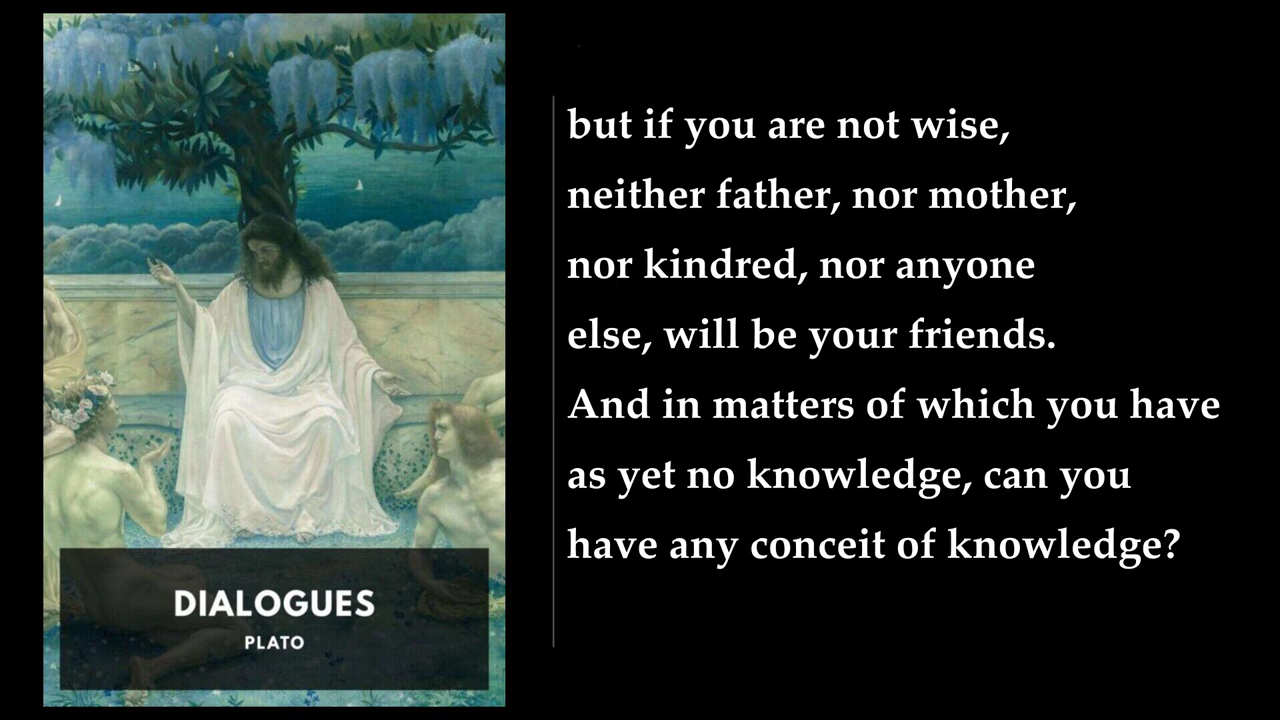 DIALOGUES
PLATO
but if you are not wise,
neither father, nor mother,
nor kindred, nor anyone
else, will be your friends.
And in matters of which you have
as yet no knowledge, can you
have any conceit of knowledge?